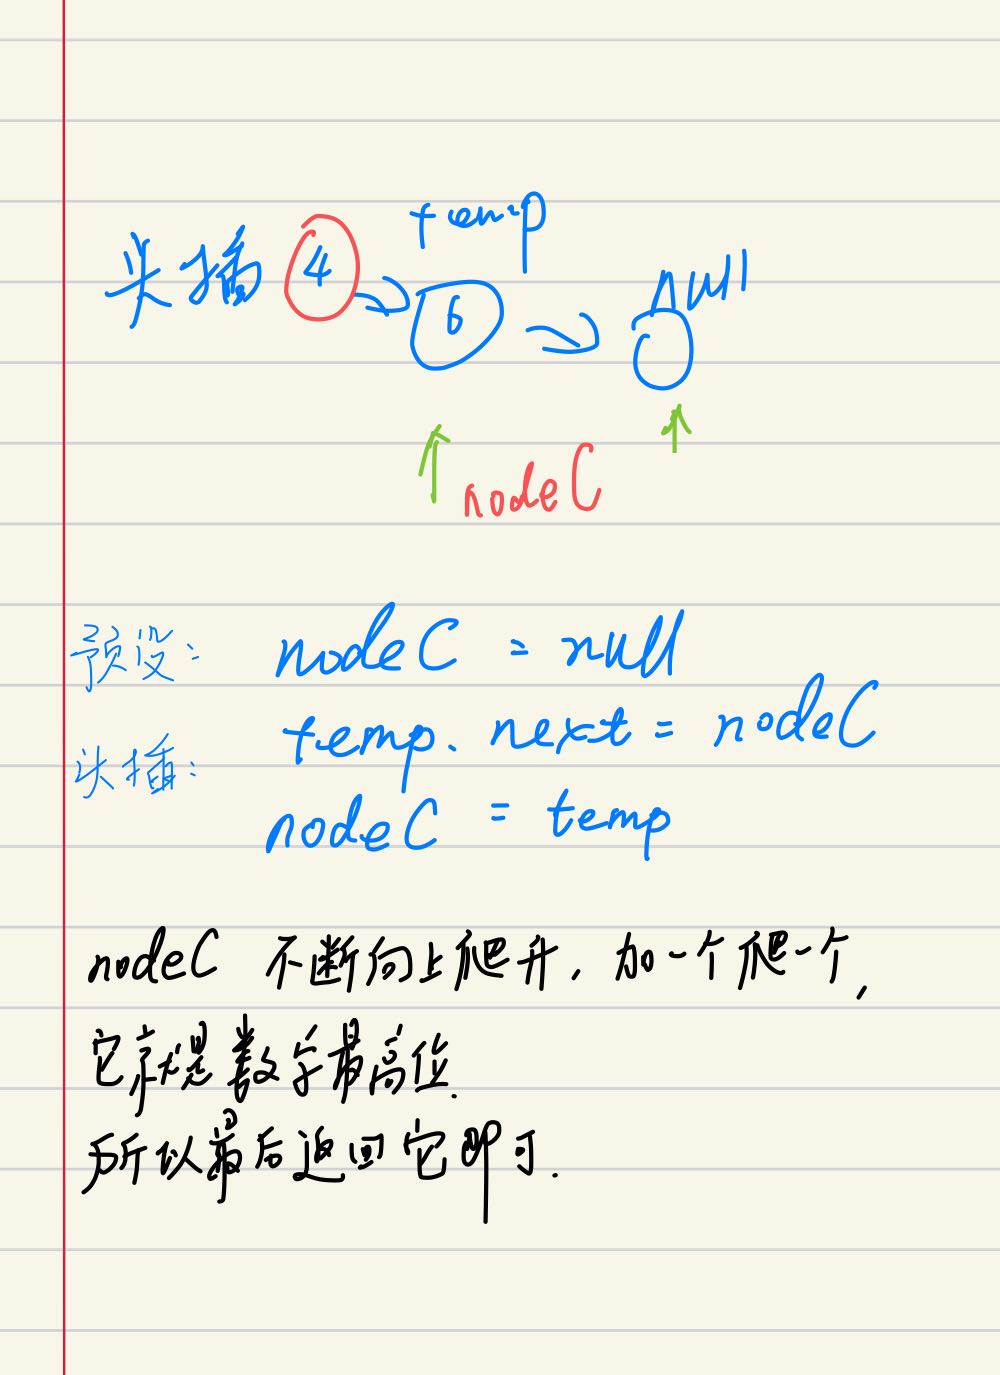 temp
头插 4 6 null
nodeC
预设: nodeC = null
头插: temp. next = nodeC
nodeC = temp
nodeC 不断向上爬升, 加一个爬一个,
它就是数字最高位.
所以最后返回它即可.